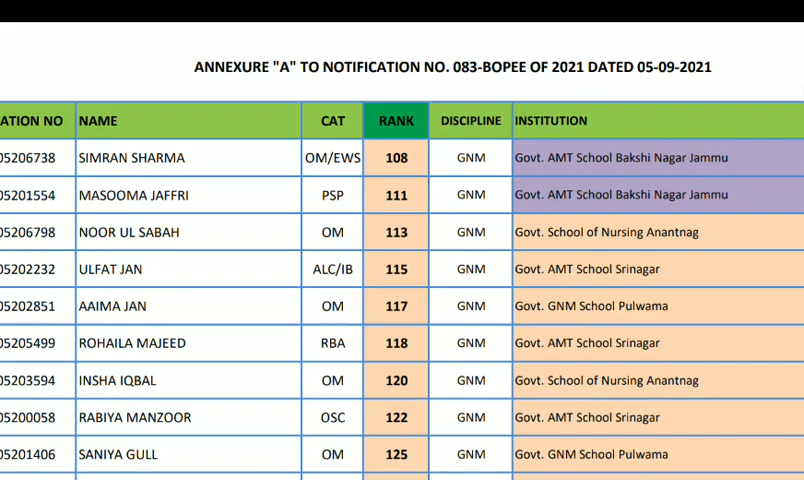 ANNEXURE "A" TO NOTIFICATION NO. 083-BOPEE OF 2021 DATED 05-09-2021
ATION NO NAME CAT RANK DISCIPLINE INSTITUTION
05206738 SIMRAN SHARMA OM/EWS 108 GNM Govt. AMT School Bakshi Nagar Jammu
05201554 MASOOMA JAFFRI PSP 111 GNM Govt. AMT School Bakshi Nagar Jammu
05206798 NOOR UL SABAH OM 113 GNM Govt. School of Nursing Anantnag
05202232 ULFAT JAN ALC/IB 115 GNM Govt. AMT School Srinagar
05202851 AAIMA JAN OM 117 GNM Govt. GNM School Pulwama
05205499 ROHAILA MAJEED RBA 118 GNM Govt. AMT School Srinagar
05203594 INSHA IQBAL OM 120 GNM Govt. School of Nursing Anantnag
05200058 RABIYA MANZOOR OSC 122 GNM Govt. AMT School Srinagar
05201406 SANIYA GULL OM 125 GNM Govt. GNM School Pulwama